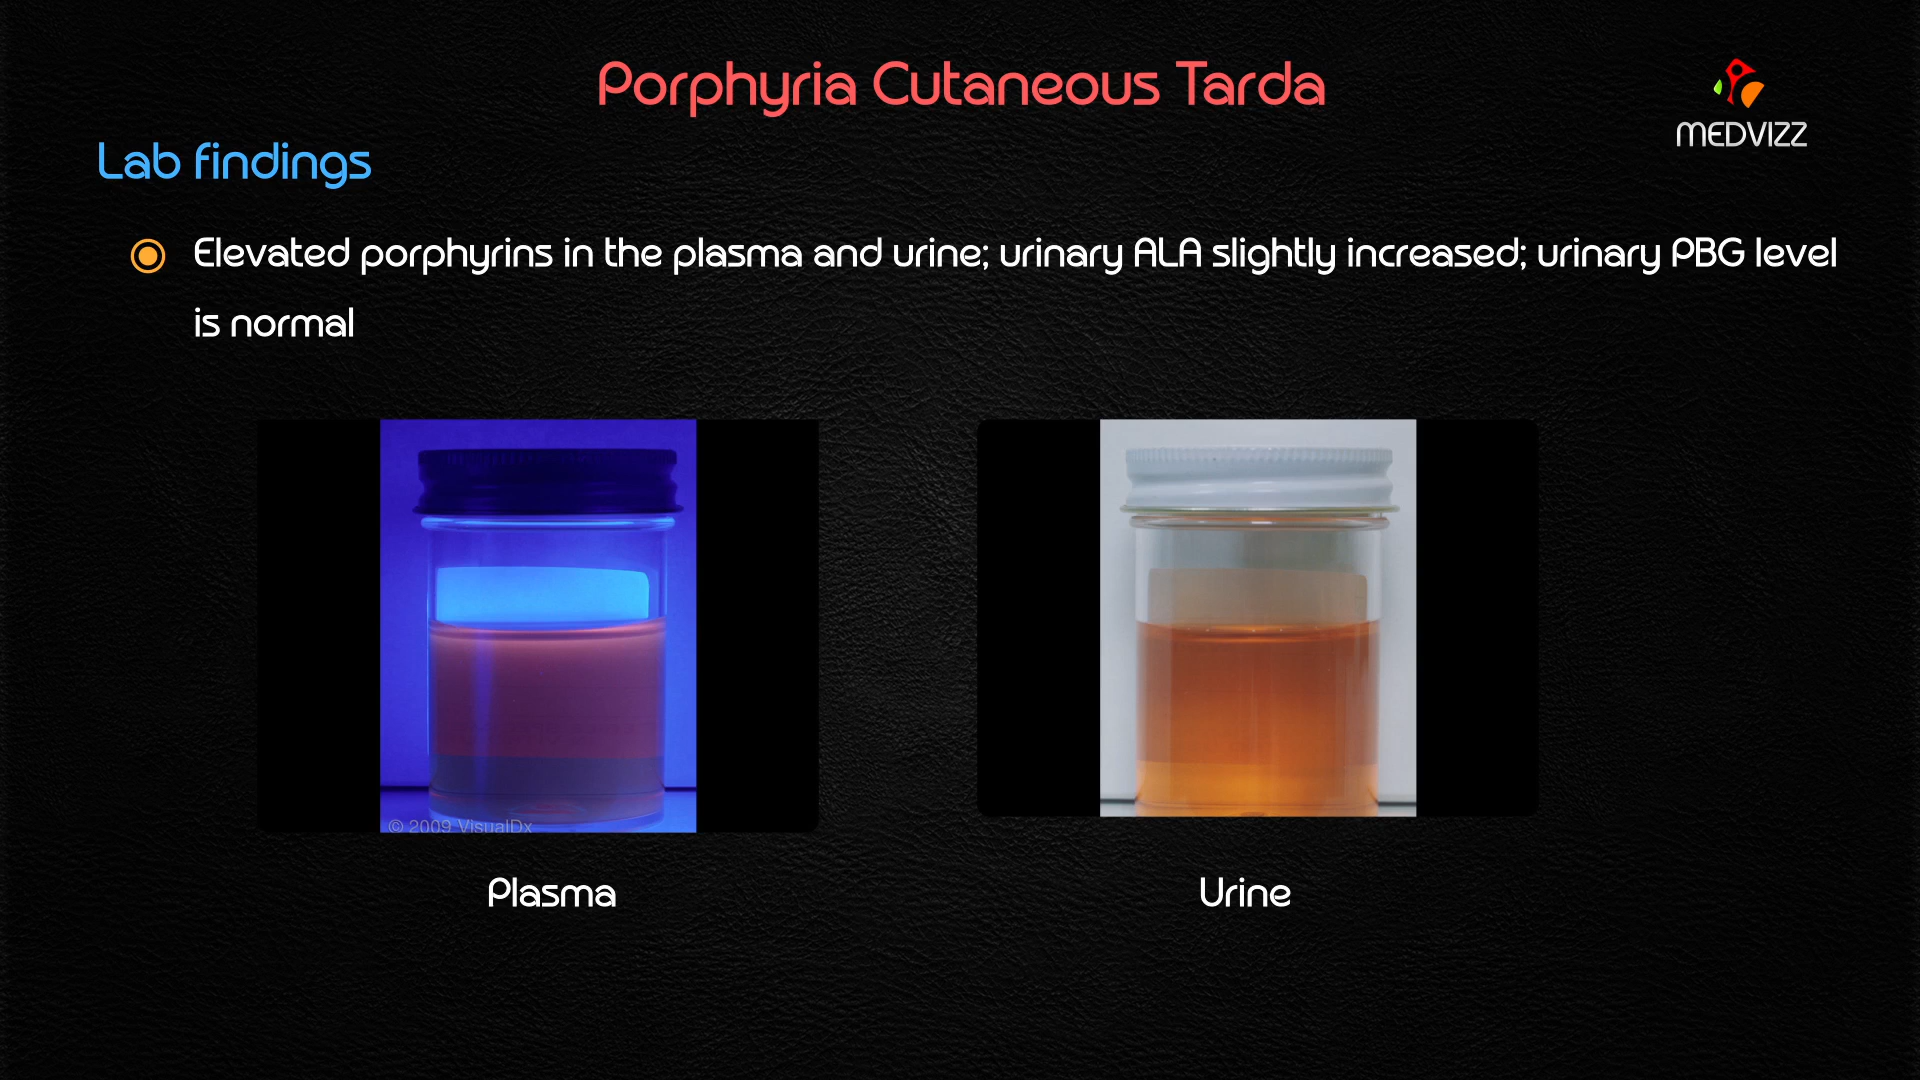 Porphyria Cutaneous Tarda
MEDVIZZ
Lab findings
Elevated porphyrins in the plasma and urine; urinary ALA slightly increased; urinary PBG level
is normal
© 2009 VisualDx
Plasma
Urine